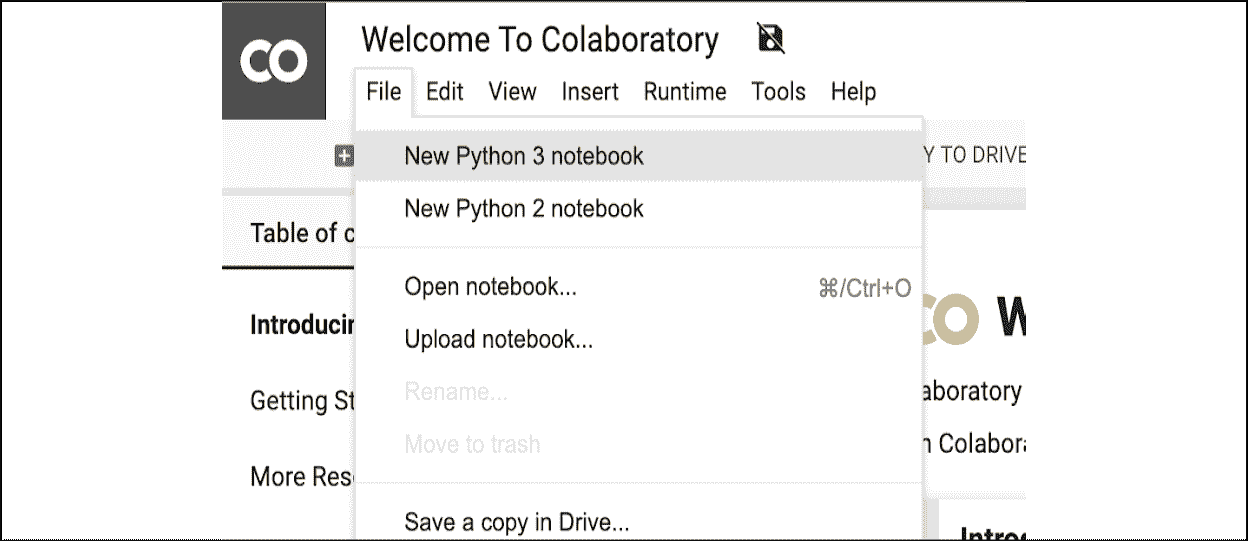 CO Welcome To Colaboratory
File Edit View Insert Runtime Tools Help
New Python 3 notebook
Y TO DRIVE
New Python 2 notebook
Table of c
Open notebook... ⌘/Ctrl+O
Introducin
CO W
Upload notebook...
Rename...
aboratory
Getting St
Move to trash
n Colabora
More Res
Save a copy in Drive...
Intro